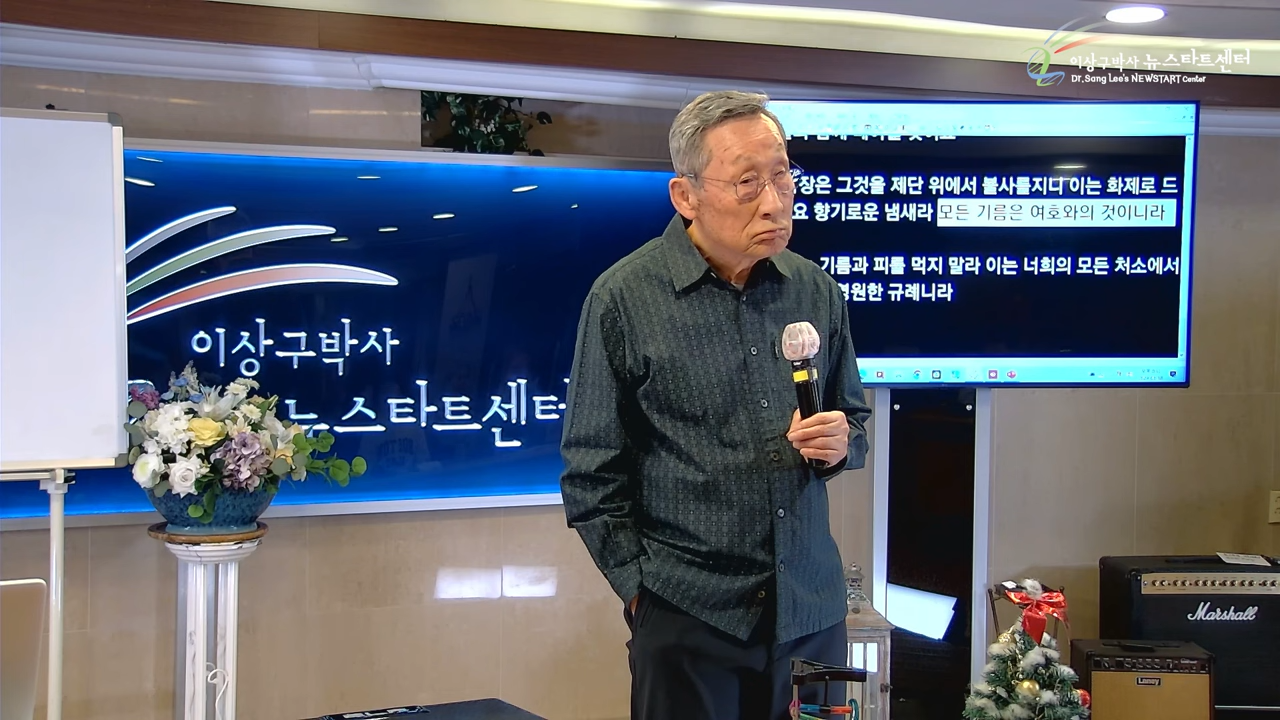 이상구박사 뉴스타트센터
Dr. Sang Lee's NEWSTART Center
장은 그것을 제단 위에서 불사를지니 이는 화제로 드
요 향기로운 냄새라 모든 기름은 여호와의 것이니라
기름과 피를 먹지 말라 이는 너희의 모든 처소에서
영원한 규례니라
이상구박사
뉴스타트센터
Marshall
Laney